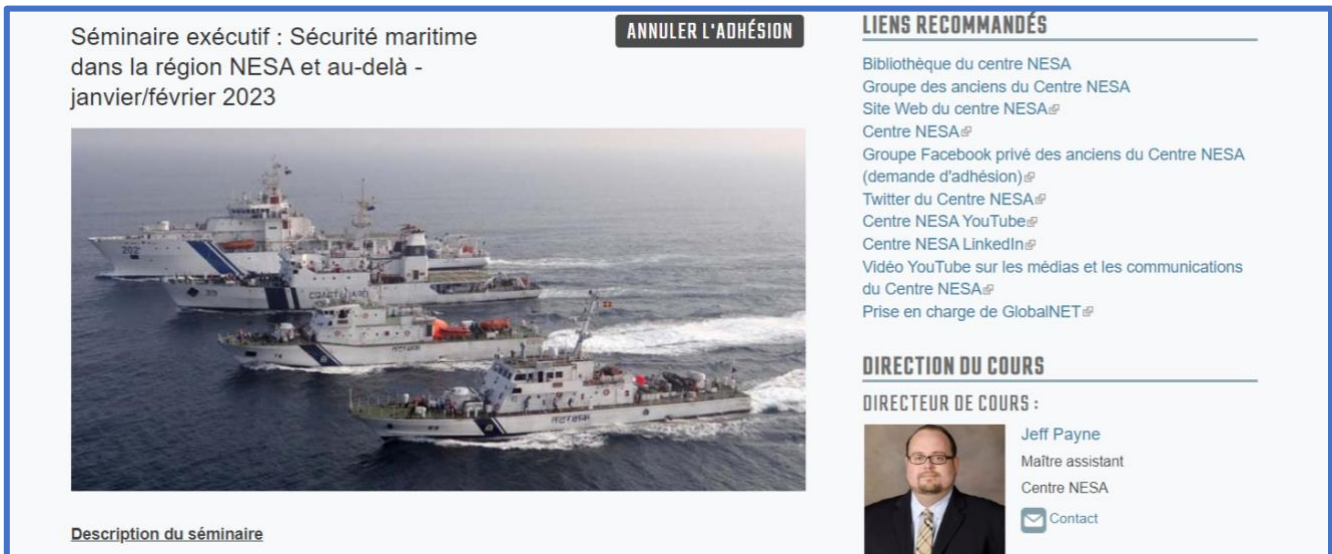 Séminaire exécutif : Sécurité maritime
dans la région NESA et au-delà -
janvier/février 2023
ANNULER L'ADHÉSION
202
COAST GUARD
Description du séminaire
LIENS RECOMMANDÉS
Bibliothèque du centre NESA
Groupe des anciens du Centre NESA
Site Web du centre NESA
Centre NESA
Groupe Facebook privé des anciens du Centre NESA
(demande d'adhésion)
Twitter du Centre NESA
Centre NESA YouTube
Centre NESA LinkedIn
Vidéo YouTube sur les médias et les communications
du Centre NESA
Prise en charge de GlobalNET
DIRECTION DU COURS
DIRECTEUR DE COURS :
Jeff Payne
Maître assistant
Centre NESA
Contact